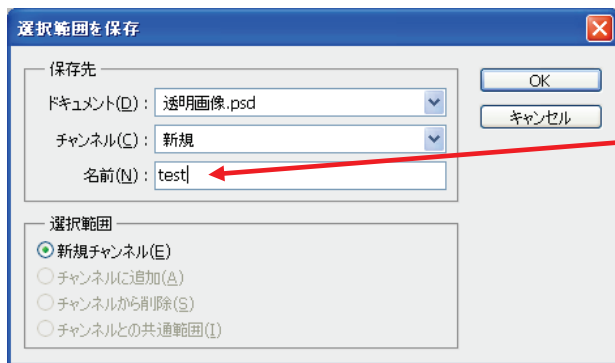 選択範囲を保存
保存先
ドキュメント(D)： 透明画像.psd
チャンネル(C)： 新規
名前(N)： test
OK
キャンセル
選択範囲
新規チャンネル(E)
チャンネルに追加(A)
チャンネルから削除(S)
チャンネルとの共通範囲(I)